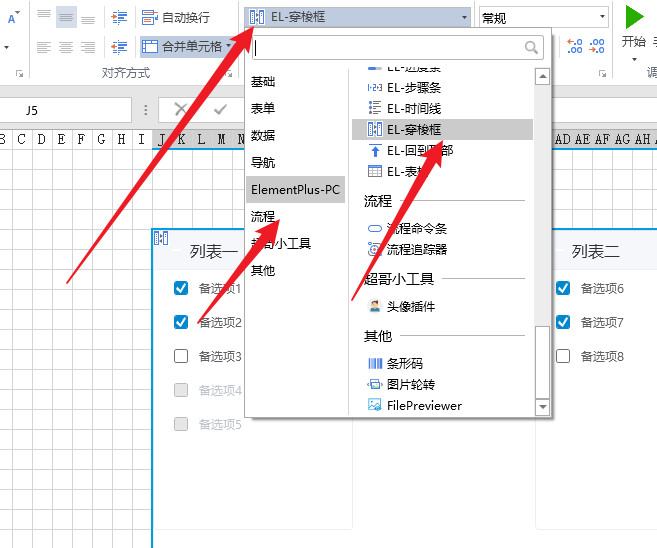 A
自动换行
EL-穿梭框
常规
合并单元格
对齐方式
开始
J5
B C D E F G H I J K L M N
AD AE AF AG AH
基础
表单
数据
导航
ElementPlus-PC
流程
超哥小工具
其他
EL-步骤条
EL-时间线
EL-穿梭框
EL-回到顶部
流程
流程命令条
流程追踪器
超哥小工具
头像插件
其他
条形码
图片轮转
FilePreviewer
列表一
备选项1
备选项2
备选项3
备选项4
备选项5
列表二
备选项6
备选项7
备选项8